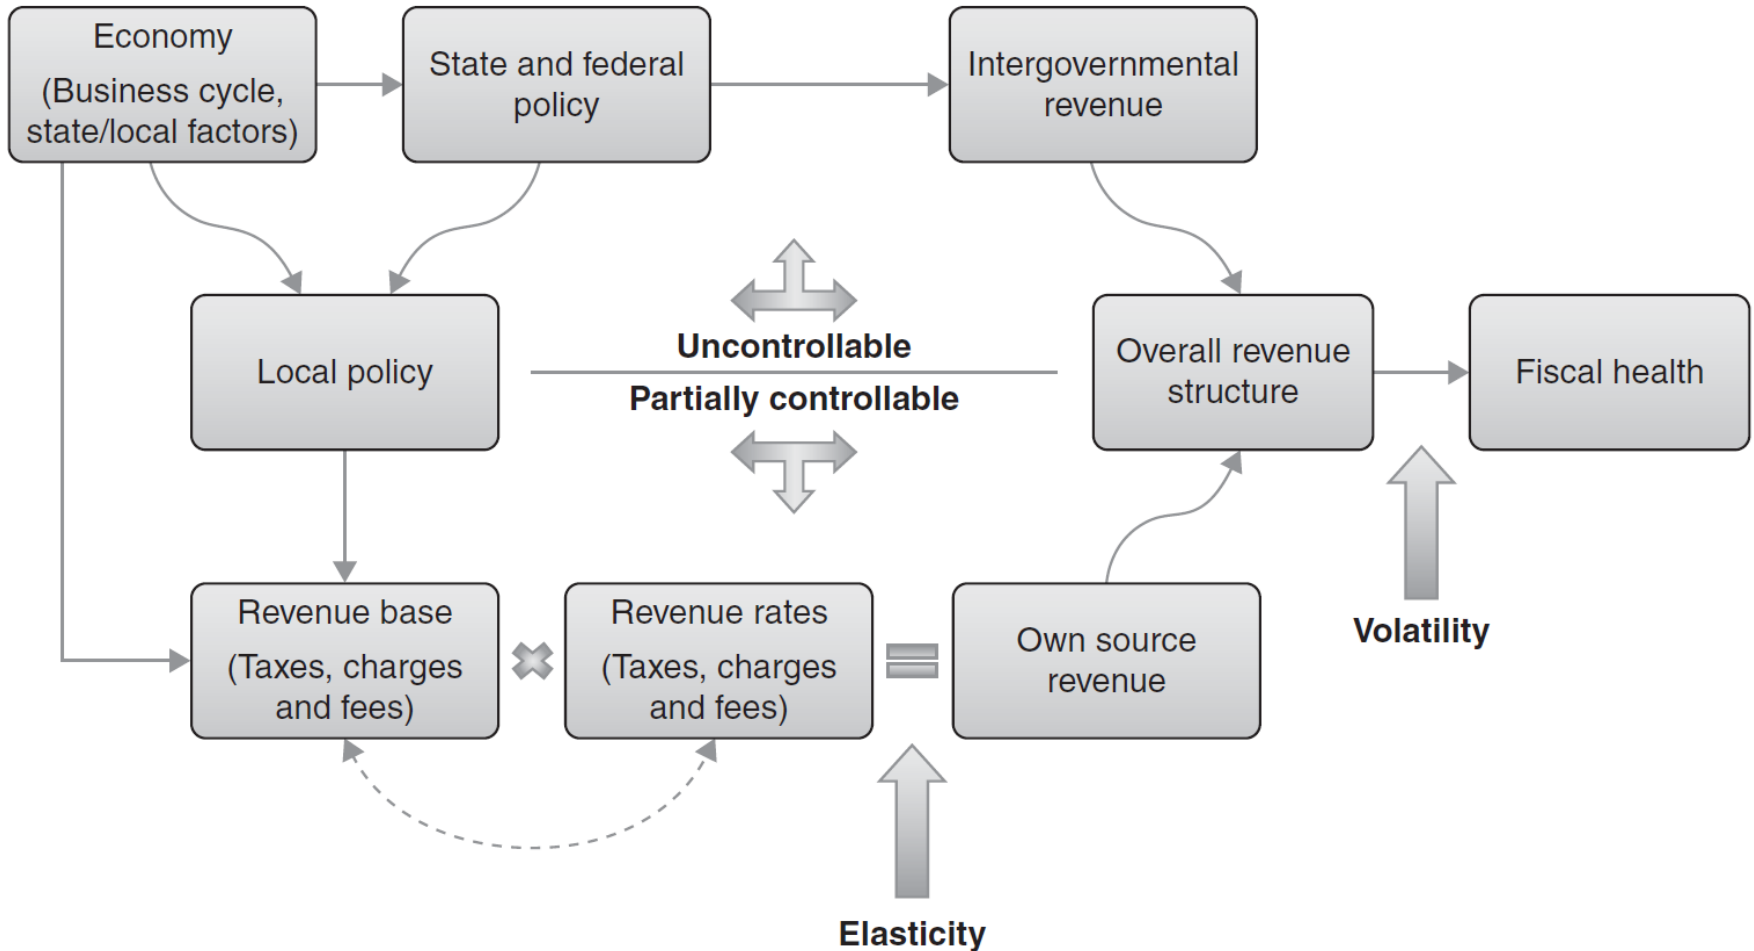 Economy
(Business cycle,
state/local factors)
State and federal
policy
Intergovernmental
revenue
Local policy
Uncontrollable
Partially controllable
Overall revenue
structure
Fiscal health
Revenue base
(Taxes, charges
and fees)
Revenue rates
(Taxes, charges
and fees)
Own source
revenue
Volatility
Elasticity